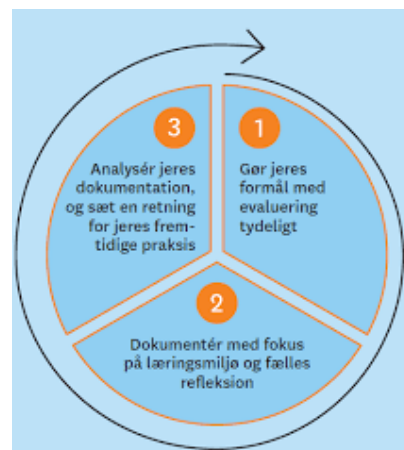 1
Gør jeres
formål med
evaluering
tydeligt
2
Dokumentér med fokus
på læringsmiljø og fælles
refleksion
3
Analysér jeres
dokumentation,
og sæt en retning
for jeres frem-
tidige praksis